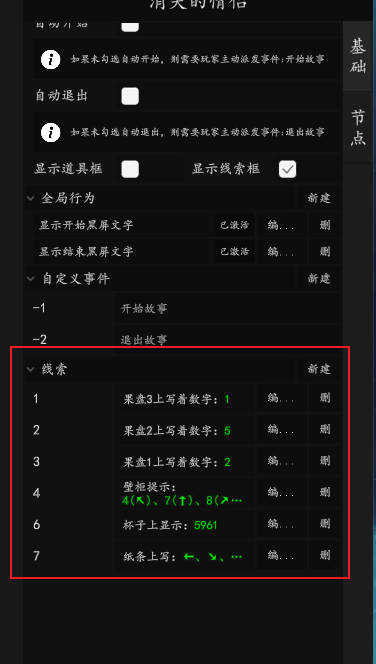 消失的情侣
自动开始
基础
如果未勾选自动开始，则需要玩家主动派发事件：开始故事
自动退出
节点
如果未勾选自动退出，则需要玩家主动派发事件：退出故事
显示道具框 显示线索框
全局行为 新建
显示开始黑屏文字 已激活 编... 删
显示结束黑屏文字 已激活 编... 删
自定义事件 新建
-1 开始故事
-2 退出故事
线索 新建
1 果盘3上写着数字：1 编... 删
2 果盘2上写着数字：5 编... 删
3 果盘1上写着数字：2 编... 删
4 壁柜提示： 编... 删
4(↖)、7(↑)、8(↗...
6 杯子上显示：5961 编... 删
7 纸条上写：←、↘、... 编... 删